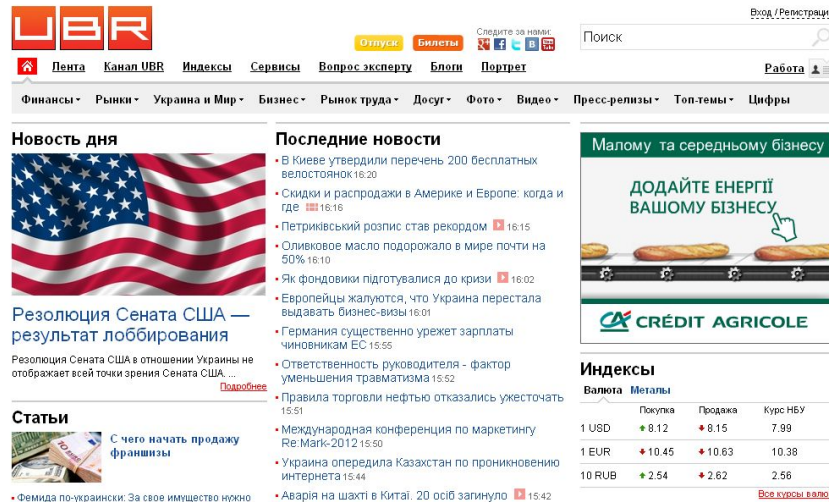 UBR
Вход / Регистраци
Отпуск Билеты
Следите за нами:
Поиск
Лента Канал UBR Индексы Сервисы Вопрос эксперту Блоги Портрет
Работа
Финансы Рынки Украина и Мир Бизнес Рынок труда Досуг Фото Видео Пресс-релизы Топ-темы Цифры
Новость дня
Резолюция Сената США —
результат лоббирования
Резолюция Сената США в отношении Украины не
отображает всей точки зрения Сената США. ...
Подробнее
Статьи
С чего начать продажу
франшизы
Фемида по-украински: За свое имущество нужно
Последние новости
В Киеве утвердили перечень 200 бесплатных
велостоянок 16:20
Скидки и распродажи в Америке и Европе: когда и
где 16:16
Петриківський розпис став рекордом 16:15
Оливковое масло подорожало в мире почти на
50% 16:10
Як фондовики підготувалися до кризи 16:02
Европейцы жалуются, что Украина перестала
выдавать бизнес-визы 16:01
Германия существенно урежет зарплаты
чиновникам ЕС 15:55
Ответственность руководителя - фактор
уменьшения травматизма 15:52
Правила торговли нефтью отказались ужесточать
15:51
Международная конференция по маркетингу
Re:Mark-2012 15:50
Украина опередила Казахстан по проникновению
интернета 15:44
Аварія на шахті в Китаї. 20 осіб загинуло 15:42
Малому та середньому бізнесу
ДОДАЙТЕ ЕНЕРГІЇ
ВАШОМУ БІЗНЕСУ
CRÉDIT AGRICOLE
Индексы
Валюта Металы
Покупка Продажа Курс НБУ
1 USD 8.12 8.15 7.99
1 EUR 10.45 10.63 10.38
10 RUB 2.54 2.62 2.56
Все курсы валю